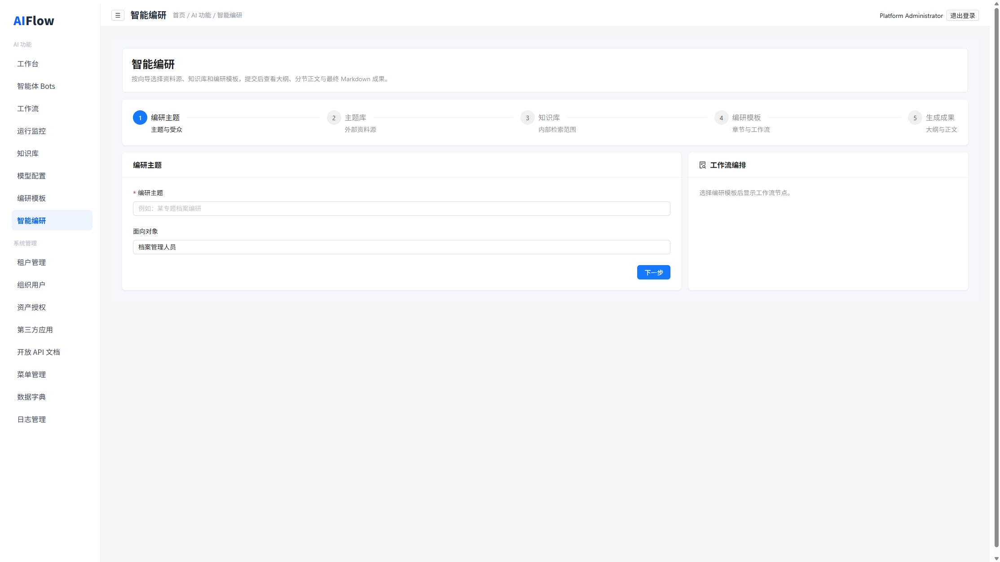 AIFlow
AI 功能
工作台
智能体 Bots
工作流
运行监控
知识库
模型配置
编研模板
智能编研
系统管理
租户管理
组织用户
资产授权
第三方应用
开放 API 文档
菜单管理
数据字典
日志管理
智能编研 首页 / AI 功能 / 智能编研
Platform Administrator 退出登录
智能编研
按向导选择资料源、知识库和编研模板，提交后查看大纲、分节正文与最终 Markdown 成果。
1 编研主题
主题与受众
2 主题库
外部资料源
3 知识库
内部检索范围
4 编研模板
章节与工作流
5 生成成果
大纲与正文
编研主题
* 编研主题
例如：某专题档案编研
面向对象
档案管理人员
下一步
工作流编排
选择编研模板后显示工作流节点。